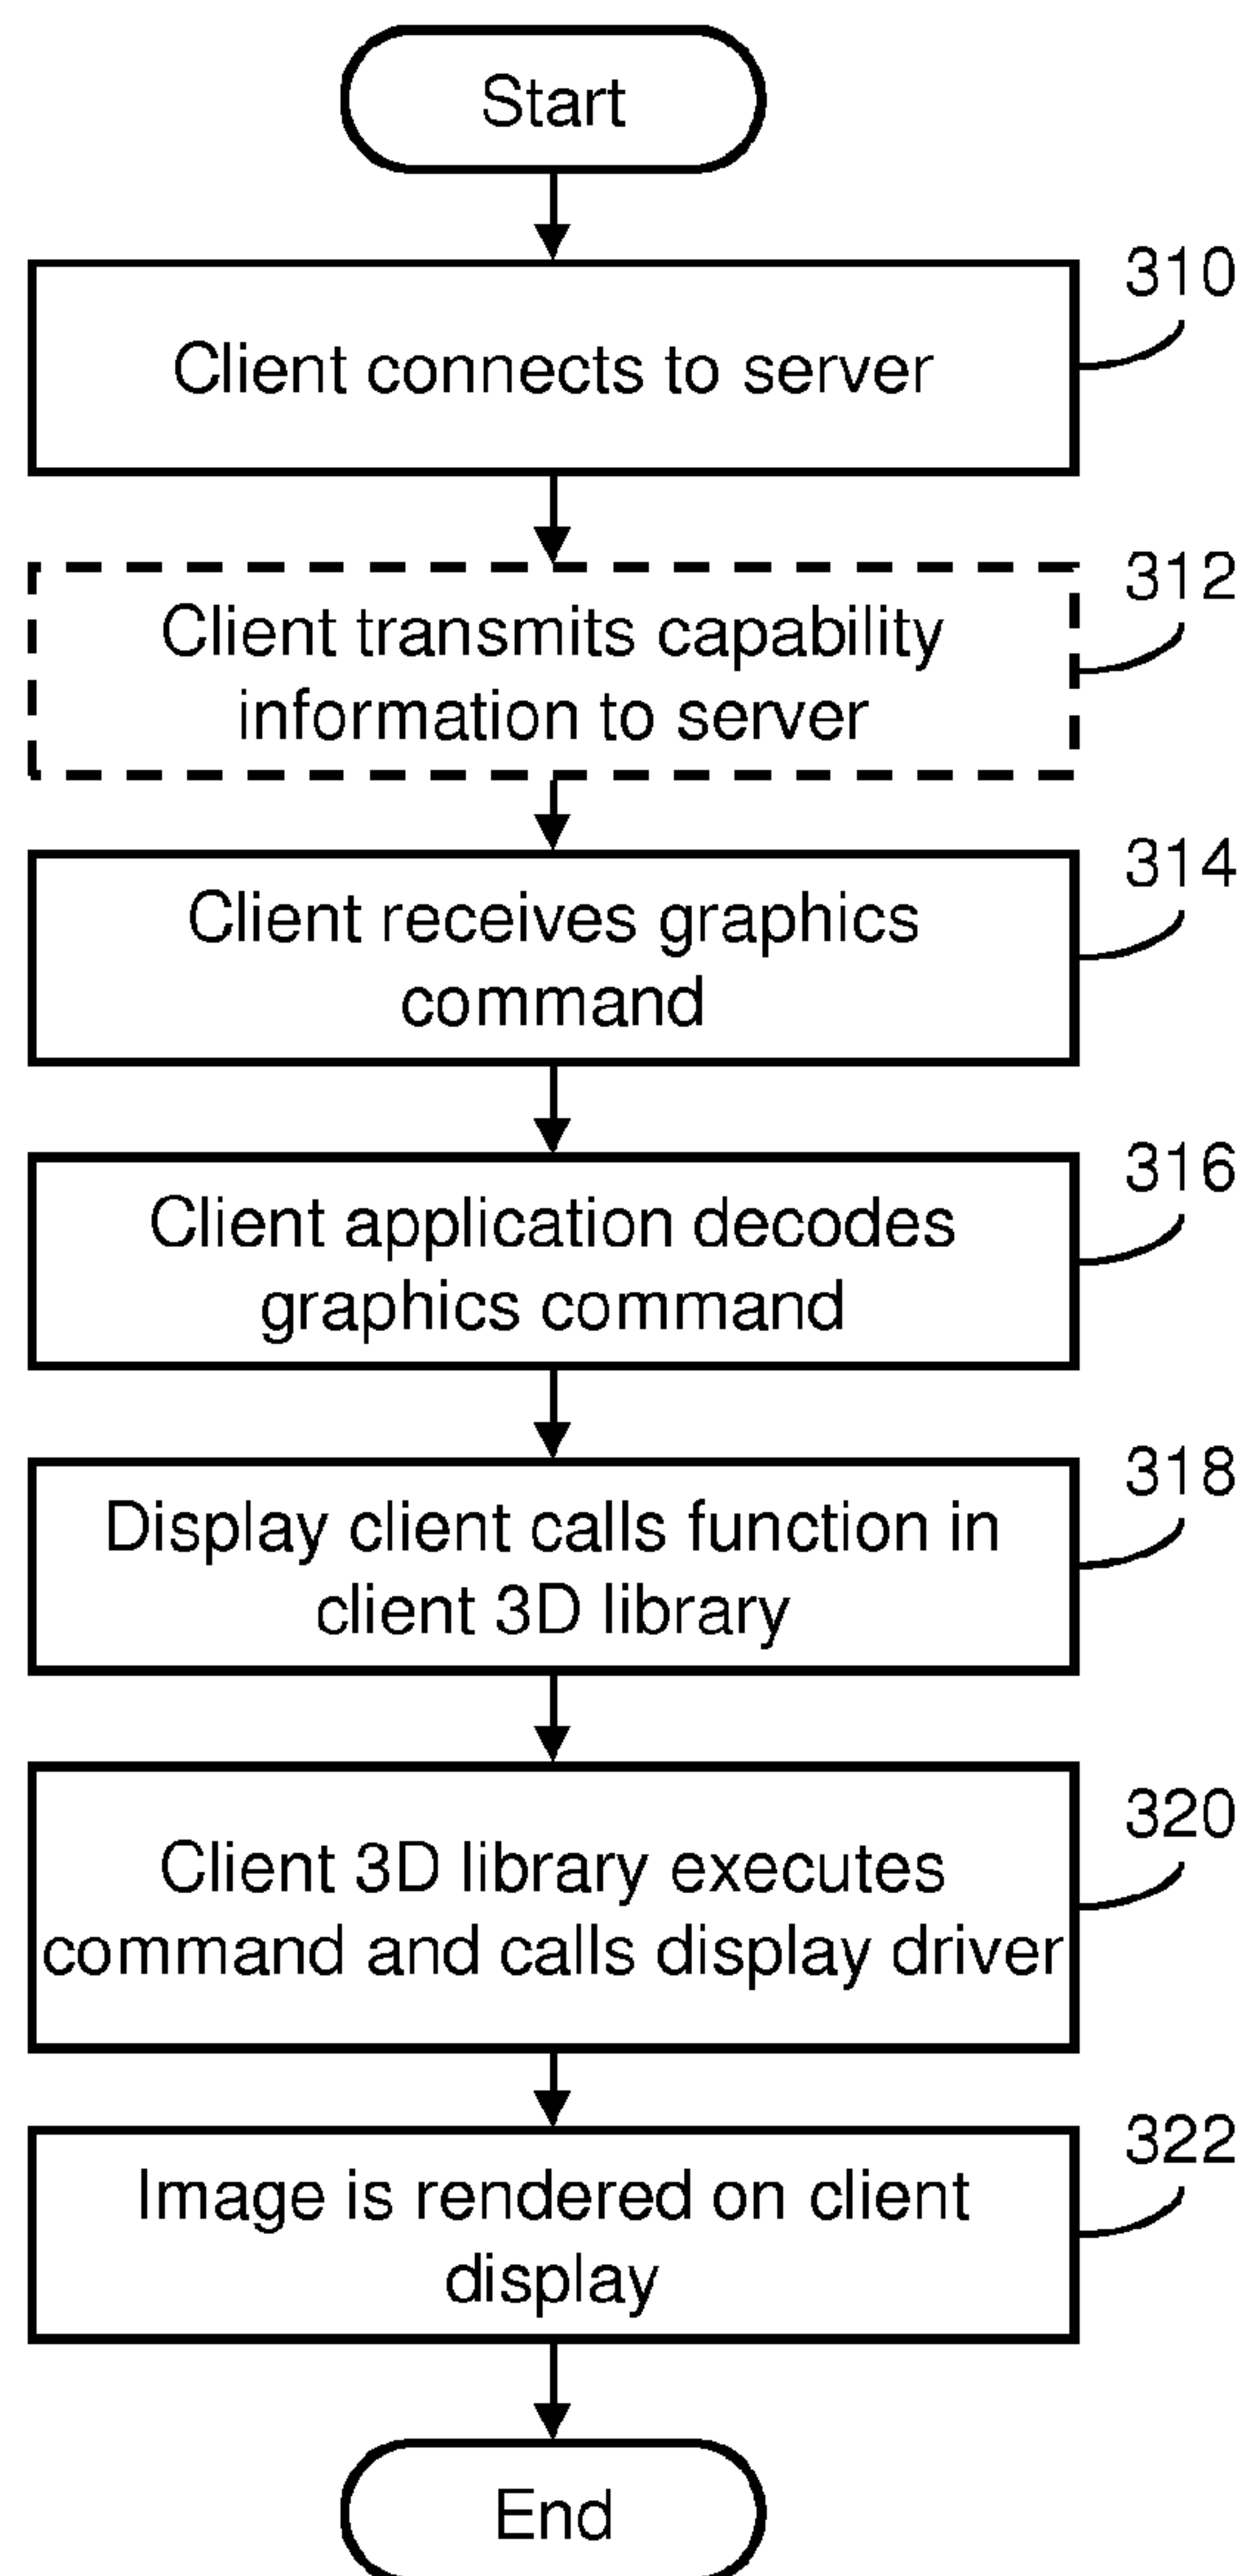 Start
310
Client connects to server
312
Client transmits capability
information to server
314
Client receives graphics
command
316
Client application decodes
graphics command
318
Display client calls function in
client 3D library
320
Client 3D library executes
command and calls display driver
322
Image is rendered on client
display
End